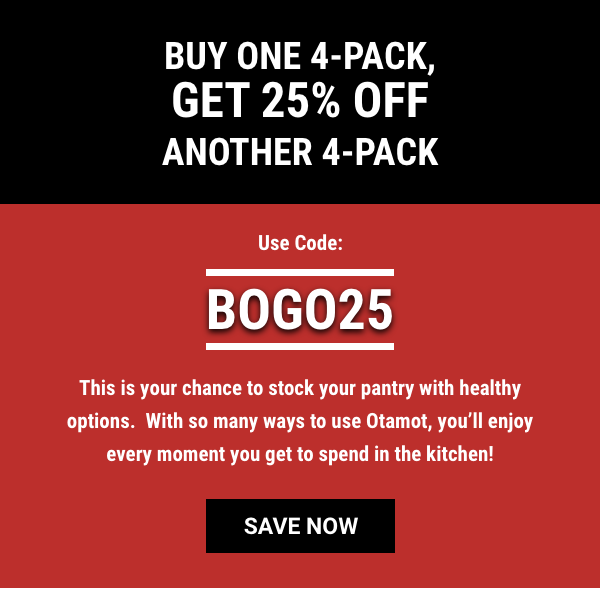 BUY ONE 4-PACK,
GET 25% OFF
ANOTHER 4-PACK
Use Code:
BOGO25
This is your chance to stock your pantry with healthy
options.  With so many ways to use Otamot, you’ll enjoy
every moment you get to spend in the kitchen!
SAVE NOW